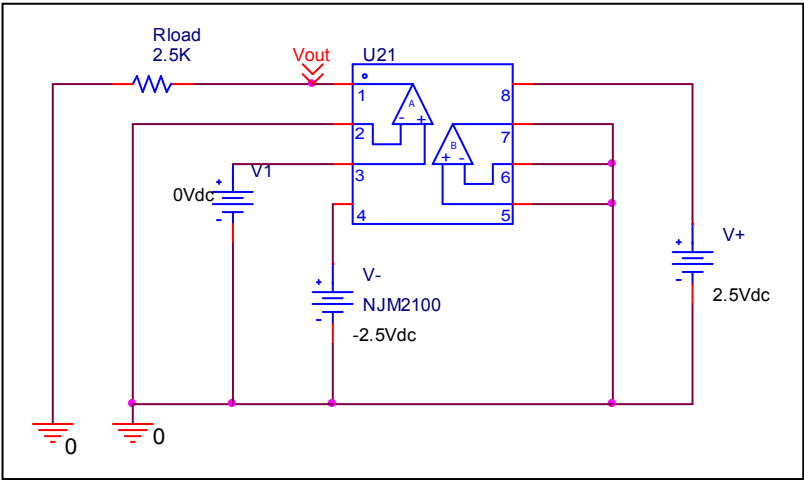 Rload
2.5K
Vout
U21
1
2
3
4
8
7
6
5
A
- +
B
+ -
+
V1
0Vdc
-
+
V-
NJM2100
-
-2.5Vdc
+
V+
-
2.5Vdc
0
0